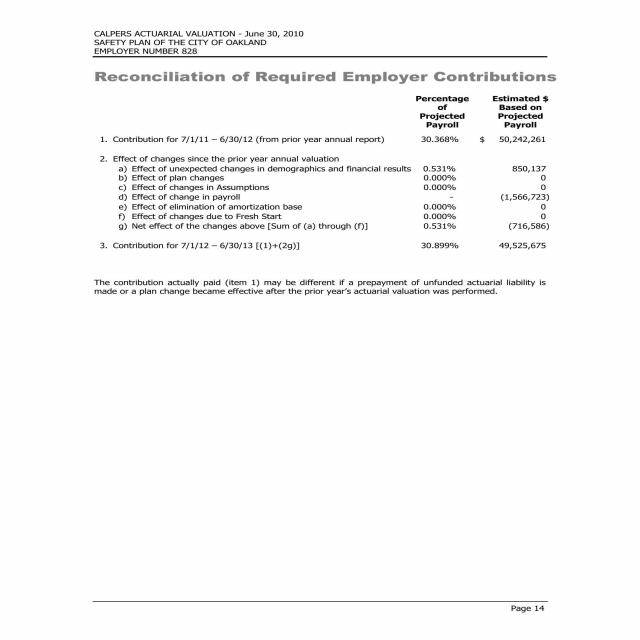 CALPERS ACTUARIAL VALUATION - June 30, 2010
SAFETY PLAN OF THE CITY OF OAKLAND
EMPLOYER NUMBER 828
Reconciliation of Required Employer Contributions
Percentage of Projected Payroll
Estimated $ Based on Projected Payroll
1. Contribution for 7/1/11 – 6/30/12 (from prior year annual report) 30.368% $ 50,242,261
2. Effect of changes since the prior year annual valuation
a) Effect of unexpected changes in demographics and financial results 0.531% 850,137
b) Effect of plan changes 0.000% 0
c) Effect of changes in Assumptions 0.000% 0
d) Effect of change in payroll - (1,566,723)
e) Effect of elimination of amortization base 0.000% 0
f) Effect of changes due to Fresh Start 0.000% 0
g) Net effect of the changes above [Sum of (a) through (f)] 0.531% (716,586)
3. Contribution for 7/1/12 – 6/30/13 [(1)+(2g)] 30.899% 49,525,675
The contribution actually paid (item 1) may be different if a prepayment of unfunded actuarial liability is
made or a plan change became effective after the prior year's actuarial valuation was performed.
Page 14